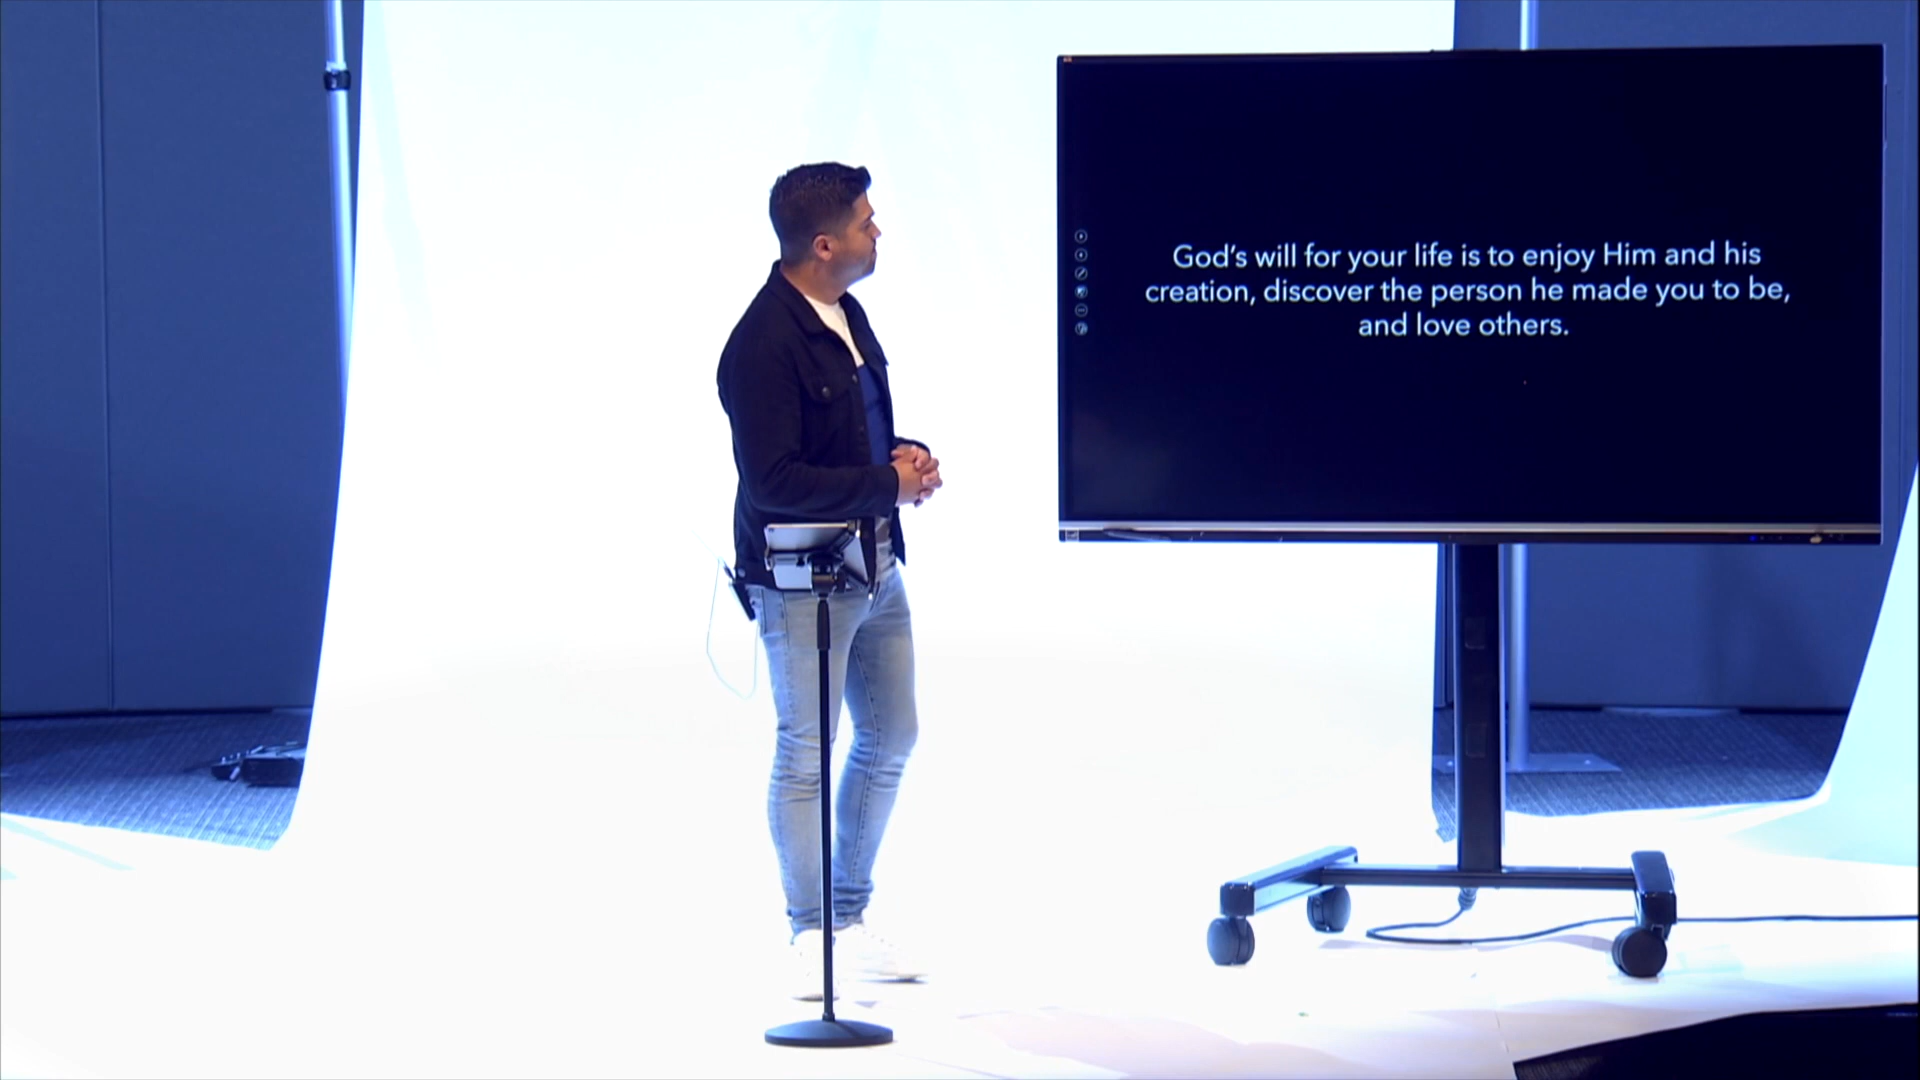 God's will for your life is to enjoy Him and his
creation, discover the person he made you to be,
and love others.